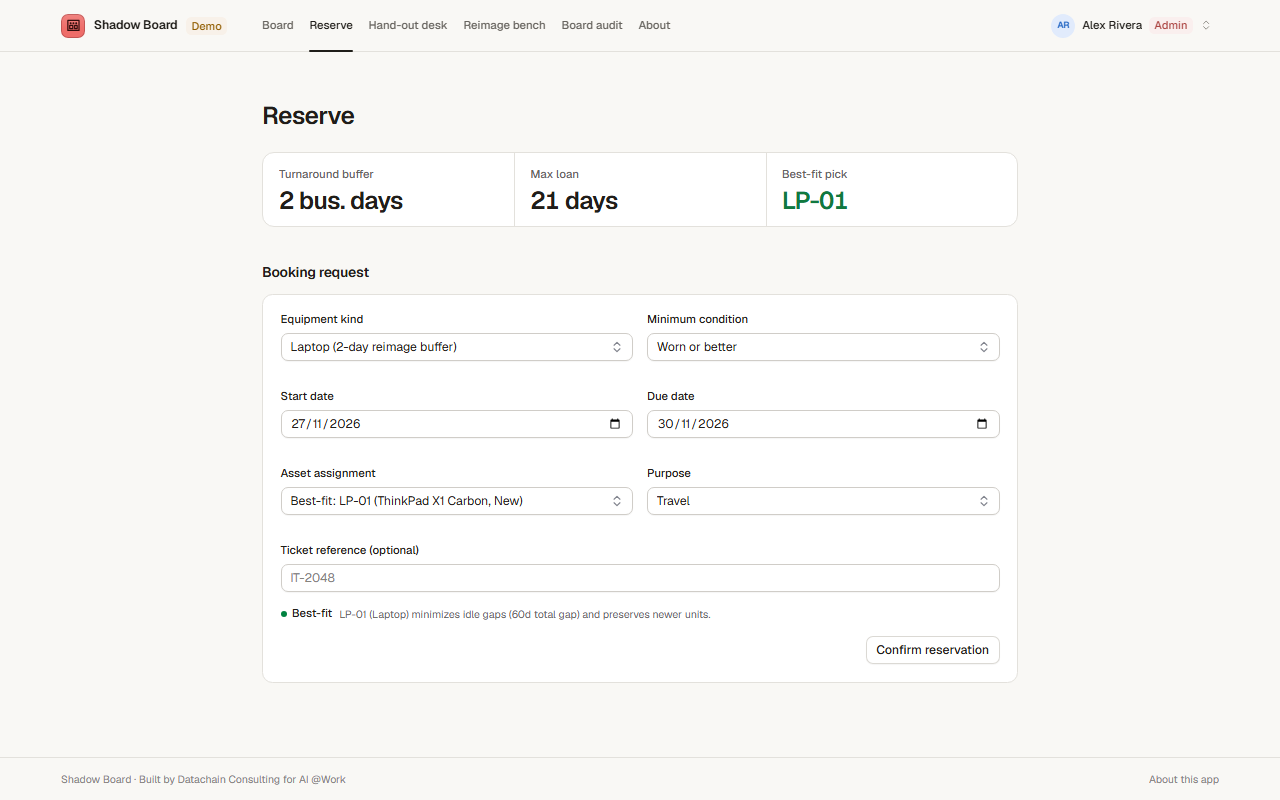 Shadow Board Demo Board Reserve Hand-out desk Reimage bench Board audit About AR Alex Rivera Admin
Reserve
Turnaround buffer Max loan Best-fit pick
2 bus. days 21 days LP-01
Booking request
Equipment kind Minimum condition
Laptop (2-day reimage buffer) Worn or better
Start date Due date
27/11/2026 30/11/2026
Asset assignment Purpose
Best-fit: LP-01 (ThinkPad X1 Carbon, New) Travel
Ticket reference (optional)
IT-2048
Best-fit LP-01 (Laptop) minimizes idle gaps (60d total gap) and preserves newer units.
Confirm reservation
Shadow Board · Built by Datachain Consulting for AI @Work About this app